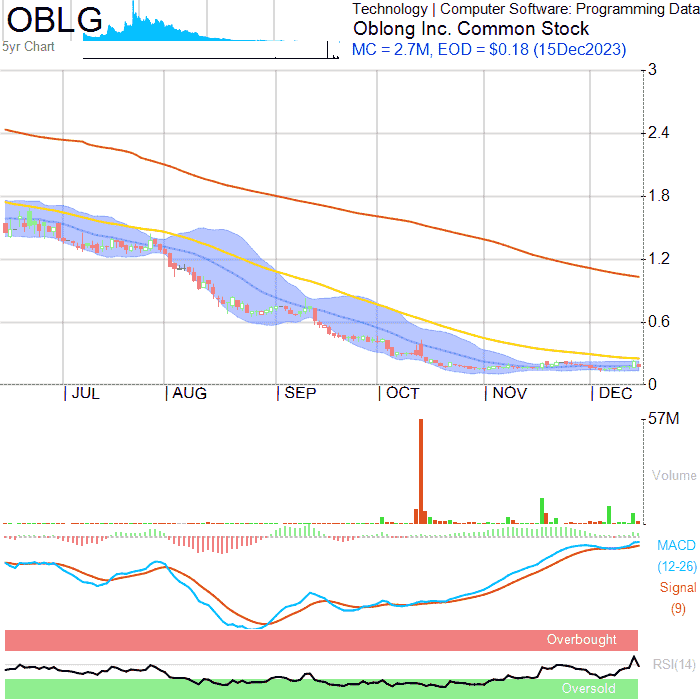 OBLG
5yr Chart
Technology | Computer Software: Programming Data
Oblong Inc. Common Stock
MC = 2.7M, EOD = $0.18 (15Dec2023)
3
2.4
1.8
1.2
0.6
0
JUL AUG SEP OCT NOV DEC
57M
Volume
MACD
(12-26)
Signal
(9)
Overbought
RSI(14)
Oversold